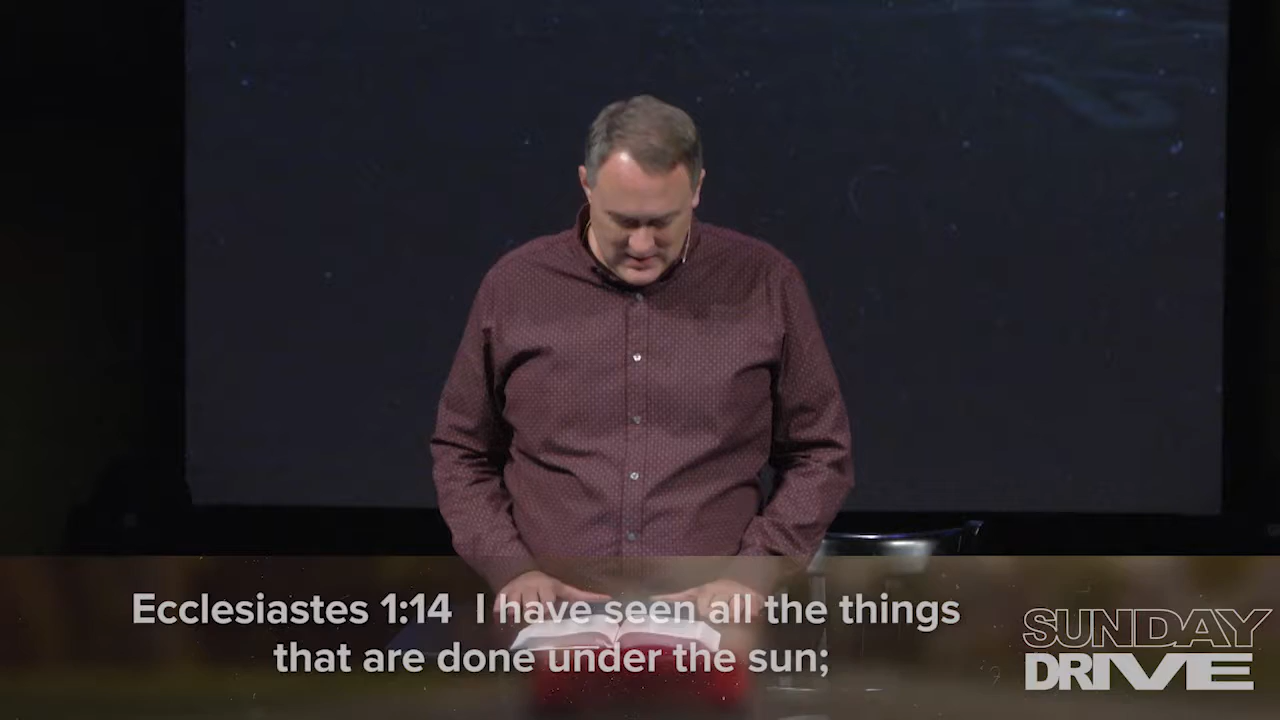 Ecclesiastes 1:14 I have seen all the things
that are done under the sun;
SUNDAY
DRIVE